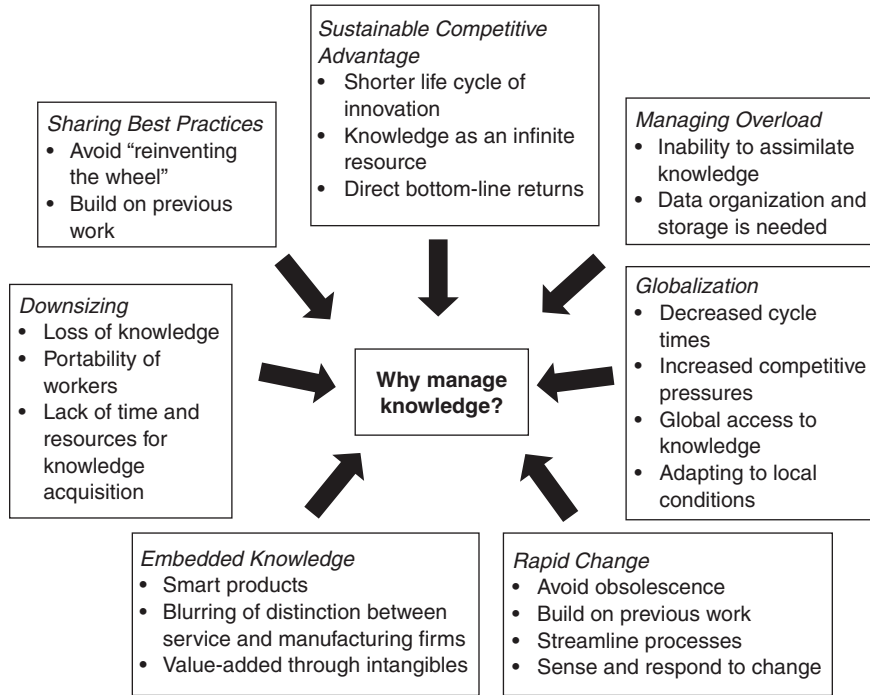 Sustainable Competitive
Advantage
• Shorter life cycle of
innovation
• Knowledge as an infinite
resource
• Direct bottom-line returns
Sharing Best Practices
• Avoid “reinventing
the wheel”
• Build on previous
work
Managing Overload
• Inability to assimilate
knowledge
• Data organization and
storage is needed
Downsizing
• Loss of knowledge
• Portability of
workers
• Lack of time and
resources for
knowledge
acquisition
Why manage
knowledge?
Globalization
• Decreased cycle
times
• Increased competitive
pressures
• Global access to
knowledge
• Adapting to local
conditions
Embedded Knowledge
• Smart products
• Blurring of distinction between
service and manufacturing firms
• Value-added through intangibles
Rapid Change
• Avoid obsolescence
• Build on previous work
• Streamline processes
• Sense and respond to change